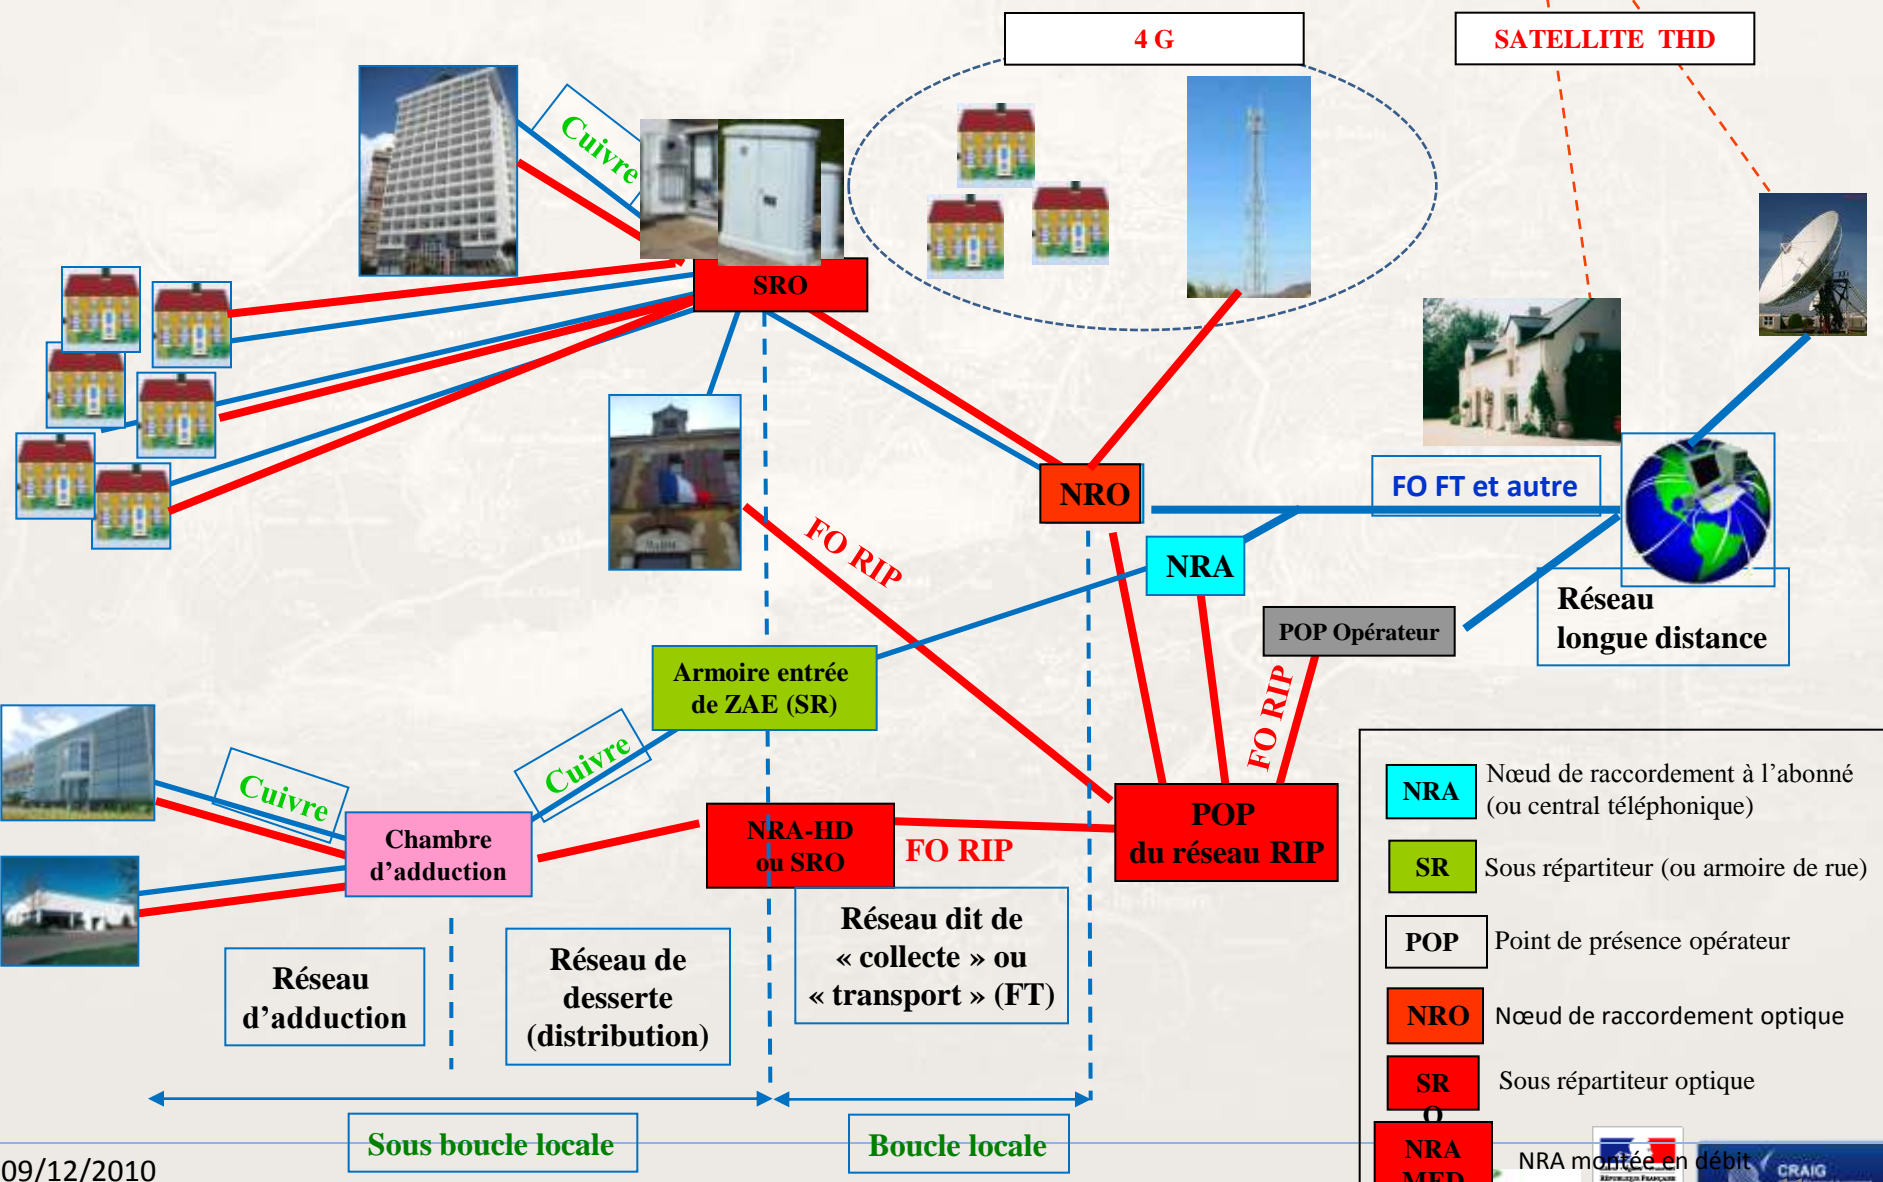 4 G
SATELLITE THD
Cuivre
SRO
NRO
FO FT et autre
FO RIP
NRA
Réseau
longue distance
POP Opérateur
Armoire entrée
de ZAE (SR)
FO RIP
Cuivre
Cuivre
Chambre
d’adduction
NRA-HD
ou SRO
FO RIP
POP
du réseau RIP
Réseau
d’adduction
Réseau de
desserte
(distribution)
Réseau dit de
« collecte » ou
« transport » (FT)
Sous boucle locale
Boucle locale
NRA
Nœud de raccordement à l’abonné
(ou central téléphonique)
SR
Sous répartiteur (ou armoire de rue)
POP
Point de présence opérateur
NRO
Nœud de raccordement optique
SR
O
Sous répartiteur optique
NRA
MED
NRA montée en débit
RÉPUBLIQUE FRANÇAISE
CRAIG
09/12/2010